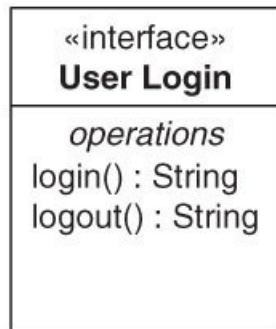 «interface»
User Login
operations
login() : String
logout() : String